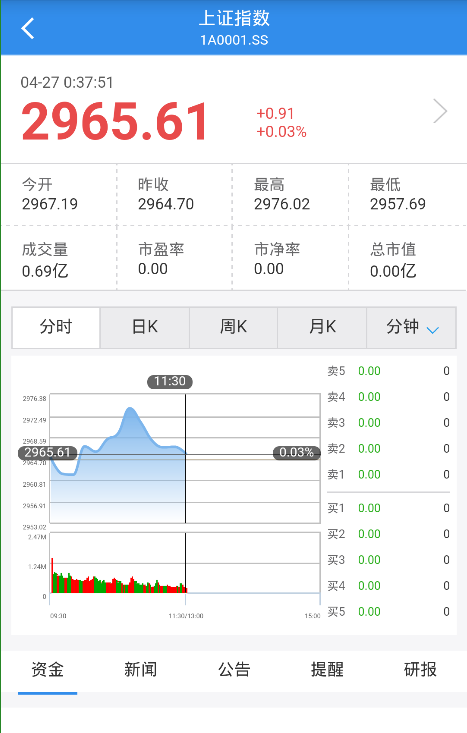 上证指数
1A0001.SS
04-27 0:37:51
2965.61
+0.91
+0.03%
今开 昨收 最高 最低
2967.19 2964.70 2976.02 2957.69
成交量 市盈率 市净率 总市值
0.69亿 0.00 0.00 0.00亿
分时 日K 周K 月K 分钟
11:30
2976.38
2972.49
2968.59
2965.61 0.03%
2964.70
2960.81
2956.91
2953.02
2.47M
1.24M
0
09:30 11:30/13:00 15:00
卖5 0.00 0
卖4 0.00 0
卖3 0.00 0
卖2 0.00 0
卖1 0.00 0
买1 0.00 0
买2 0.00 0
买3 0.00 0
买4 0.00 0
买5 0.00 0
资金 新闻 公告 提醒 研报